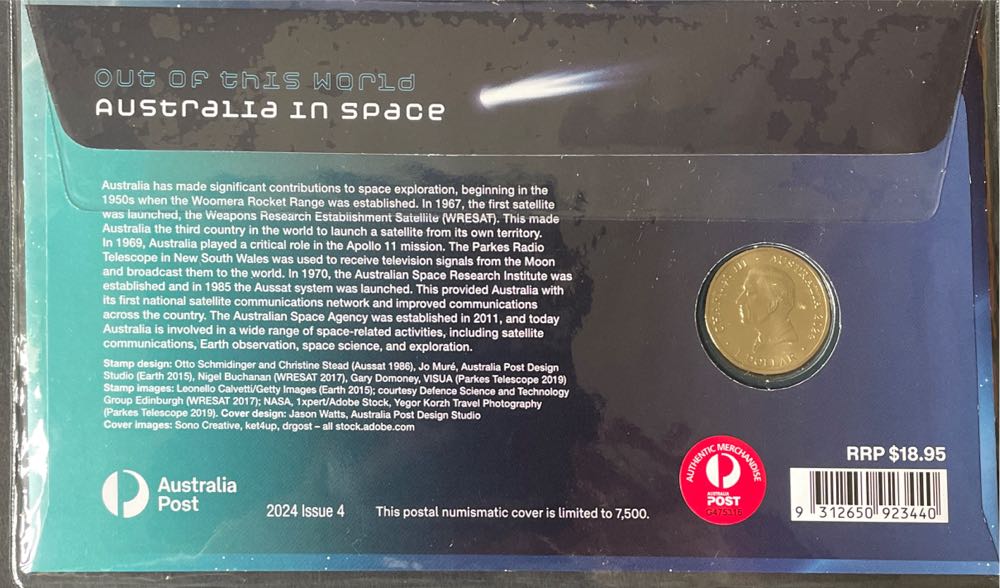 OUT OF THIS WORLD
AUSTRALIA IN SPACE
Australia has made significant contributions to space exploration, beginning in the
1950s when the Woomera Rocket Range was established. In 1967, the first satellite
was launched, the Weapons Research Establishment Satellite (WRESAT). This made
Australia the third country in the world to launch a satellite from its own territory.
In 1969, Australia played a critical role in the Apollo 11 mission. The Parkes Radio
Telescope in New South Wales was used to receive television signals from the Moon
and broadcast them to the world. In 1970, the Australian Space Research Institute was
established and in 1985 the Aussat system was launched. This provided Australia with
its first national satellite communications network and improved communications
across the country. The Australian Space Agency was established in 2011, and today
Australia is involved in a wide range of space-related activities, including satellite
communications, Earth observation, space science, and exploration.
Stamp design: Otto Schmidinger and Christine Stead (Aussat 1986), Jo Muré, Australia Post Design
Studio (Earth 2015), Nigel Buchanan (WRESAT 2017), Gary Domoney, VISUA (Parkes Telescope 2019)
Stamp images: Leonello Calvetti/Getty Images (Earth 2015); courtesy Defence Science and Technology
Group Edinburgh (WRESAT 2017); NASA, 1xpert/Adobe Stock, Yegor Korzh Travel Photography
(Parkes Telescope 2019). Cover design: Jason Watts, Australia Post Design Studio
Cover images: Sono Creative, ket4up, drgost – all stock.adobe.com
III • AUSTRALIA
1 DOLLAR
AUTHENTIC MERCHANDISE
AUSTRALIA
POST
RRP $18.95
9 312650 923440
Australia
Post
2024 Issue 4
This postal numismatic cover is limited to 7,500.